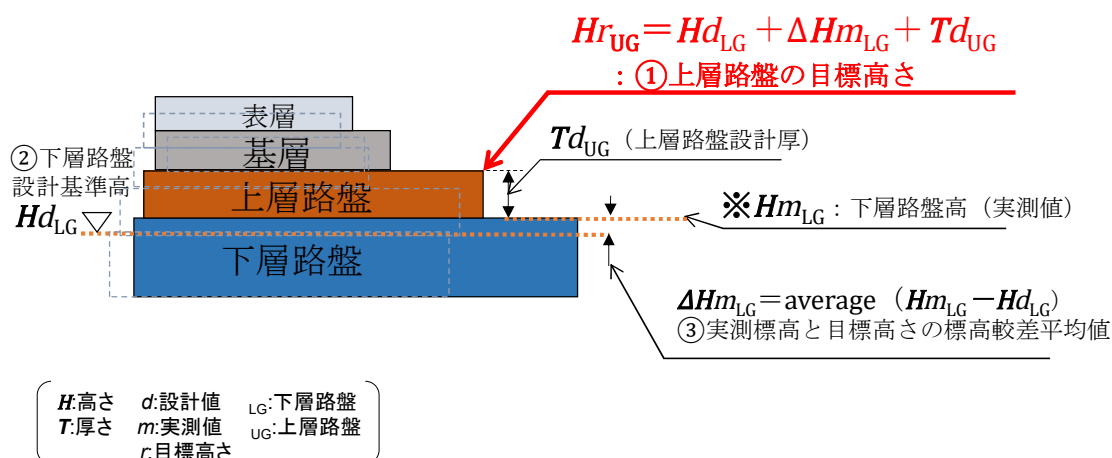 Hr_UG＝Hd_LG＋ΔHm_LG＋Td_UG
：①上層路盤の目標高さ
表層
基層
上層路盤
下層路盤
②下層路盤
設計基準高
Hd_LG ▽
Td_UG（上層路盤設計厚）
※Hm_LG：下層路盤高（実測値）
ΔHm_LG＝average（Hm_LG－Hd_LG）
③実測標高と目標高さの標高較差平均値
H:高さ d:設計値 LG:下層路盤
T:厚さ m:実測値 UG:上層路盤
r:目標高さ